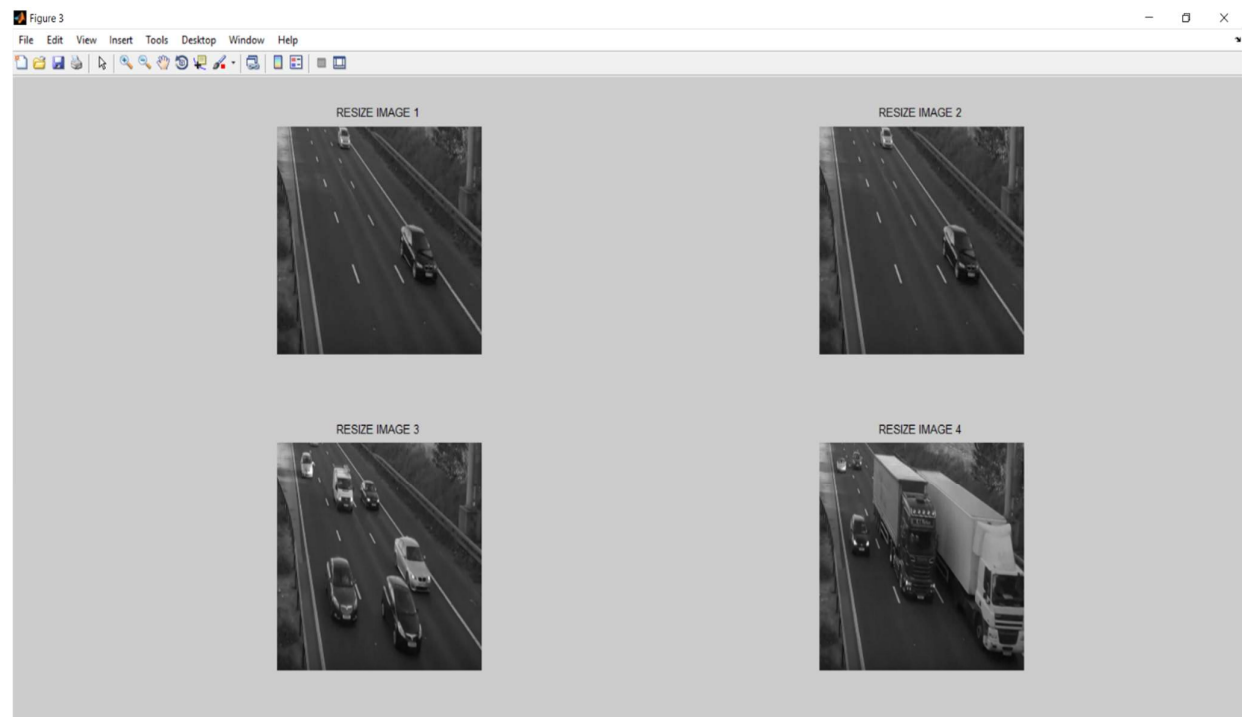 Figure 3
File Edit View Insert Tools Desktop Window Help
RESIZE IMAGE 1
RESIZE IMAGE 2
RESIZE IMAGE 3
RESIZE IMAGE 4